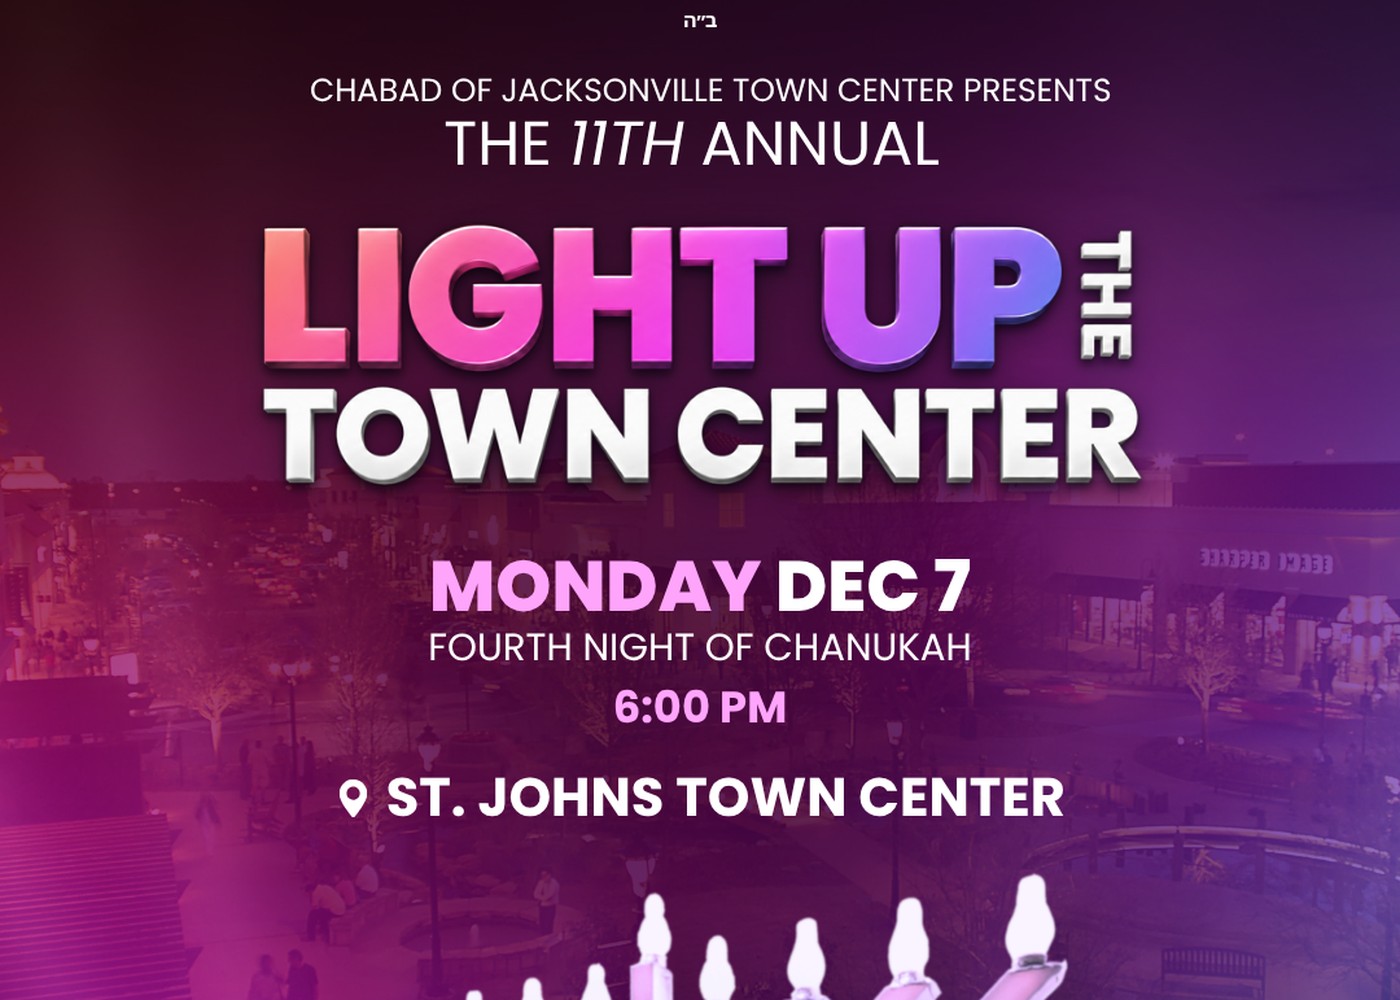 ב״ה
CHABAD OF JACKSONVILLE TOWN CENTER PRESENTS
THE 11TH ANNUAL
LIGHT UP THE
TOWN CENTER
MONDAY DEC 7
FOURTH NIGHT OF CHANUKAH
6:00 PM
ST. JOHNS TOWN CENTER
IMAGE